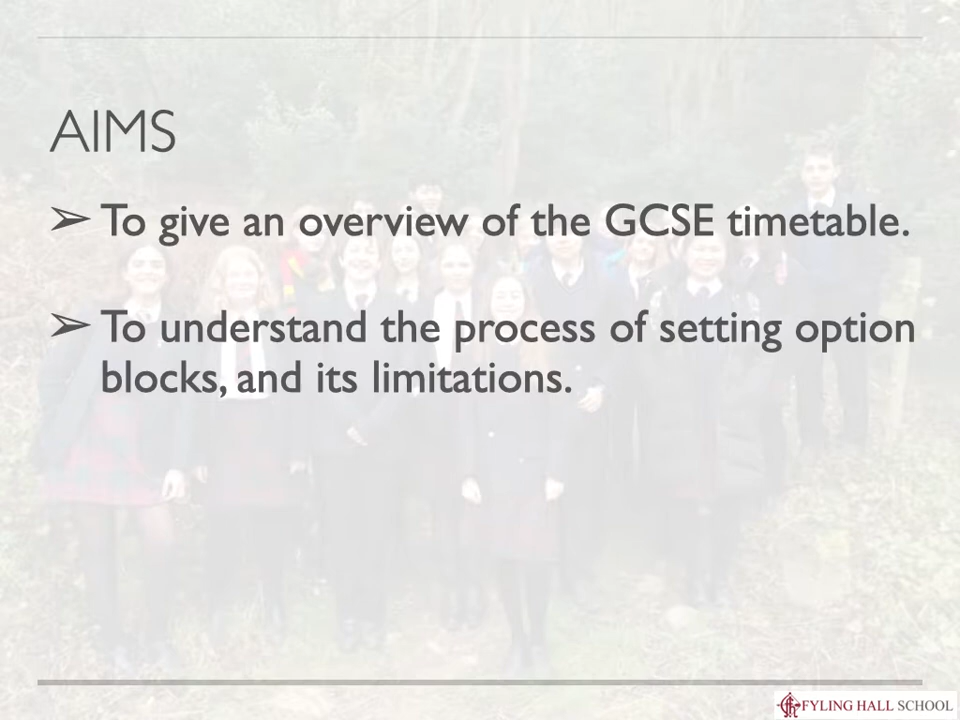 AIMS
➢ To give an overview of the GCSE timetable.
➢ To understand the process of setting option
blocks, and its limitations.
FYLING HALL SCHOOL